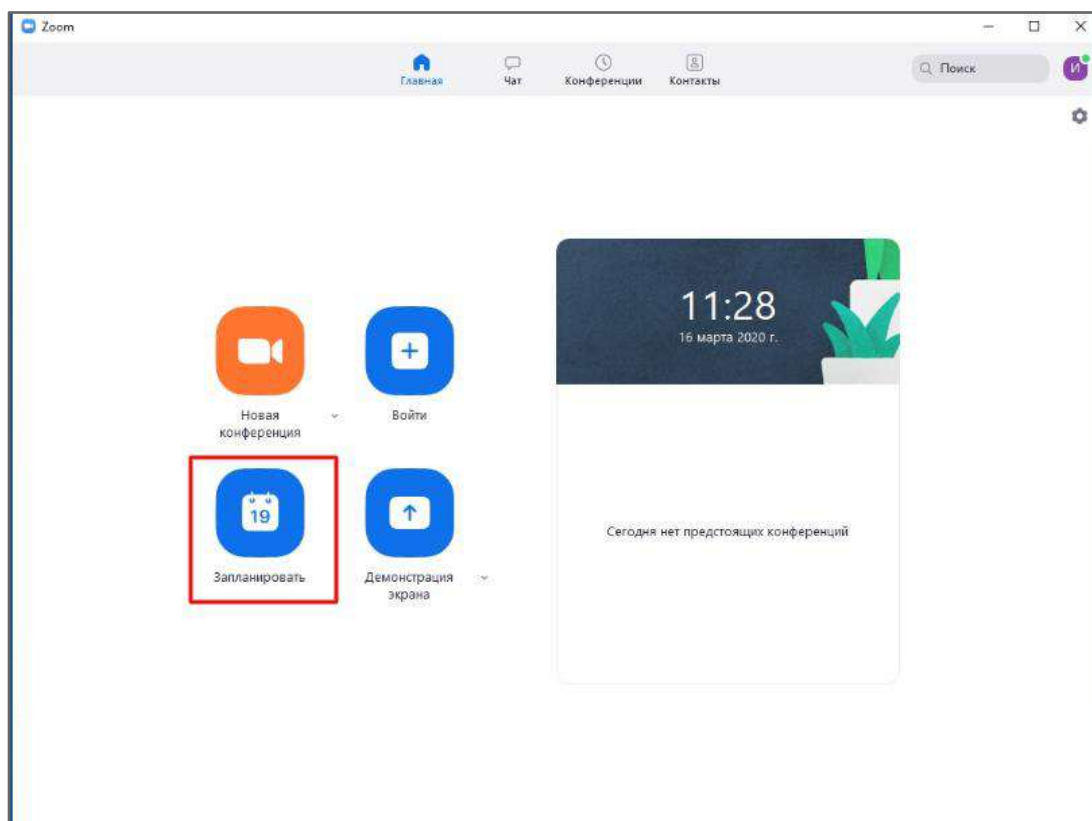 Zoom
Главная
Чат
Конференции
Контакты
Поиск
И
11:28
16 марта 2020 г.
Новая
конференция
Войти
19
Запланировать
Демонстрация
экрана
Сегодня нет предстоящих конференций